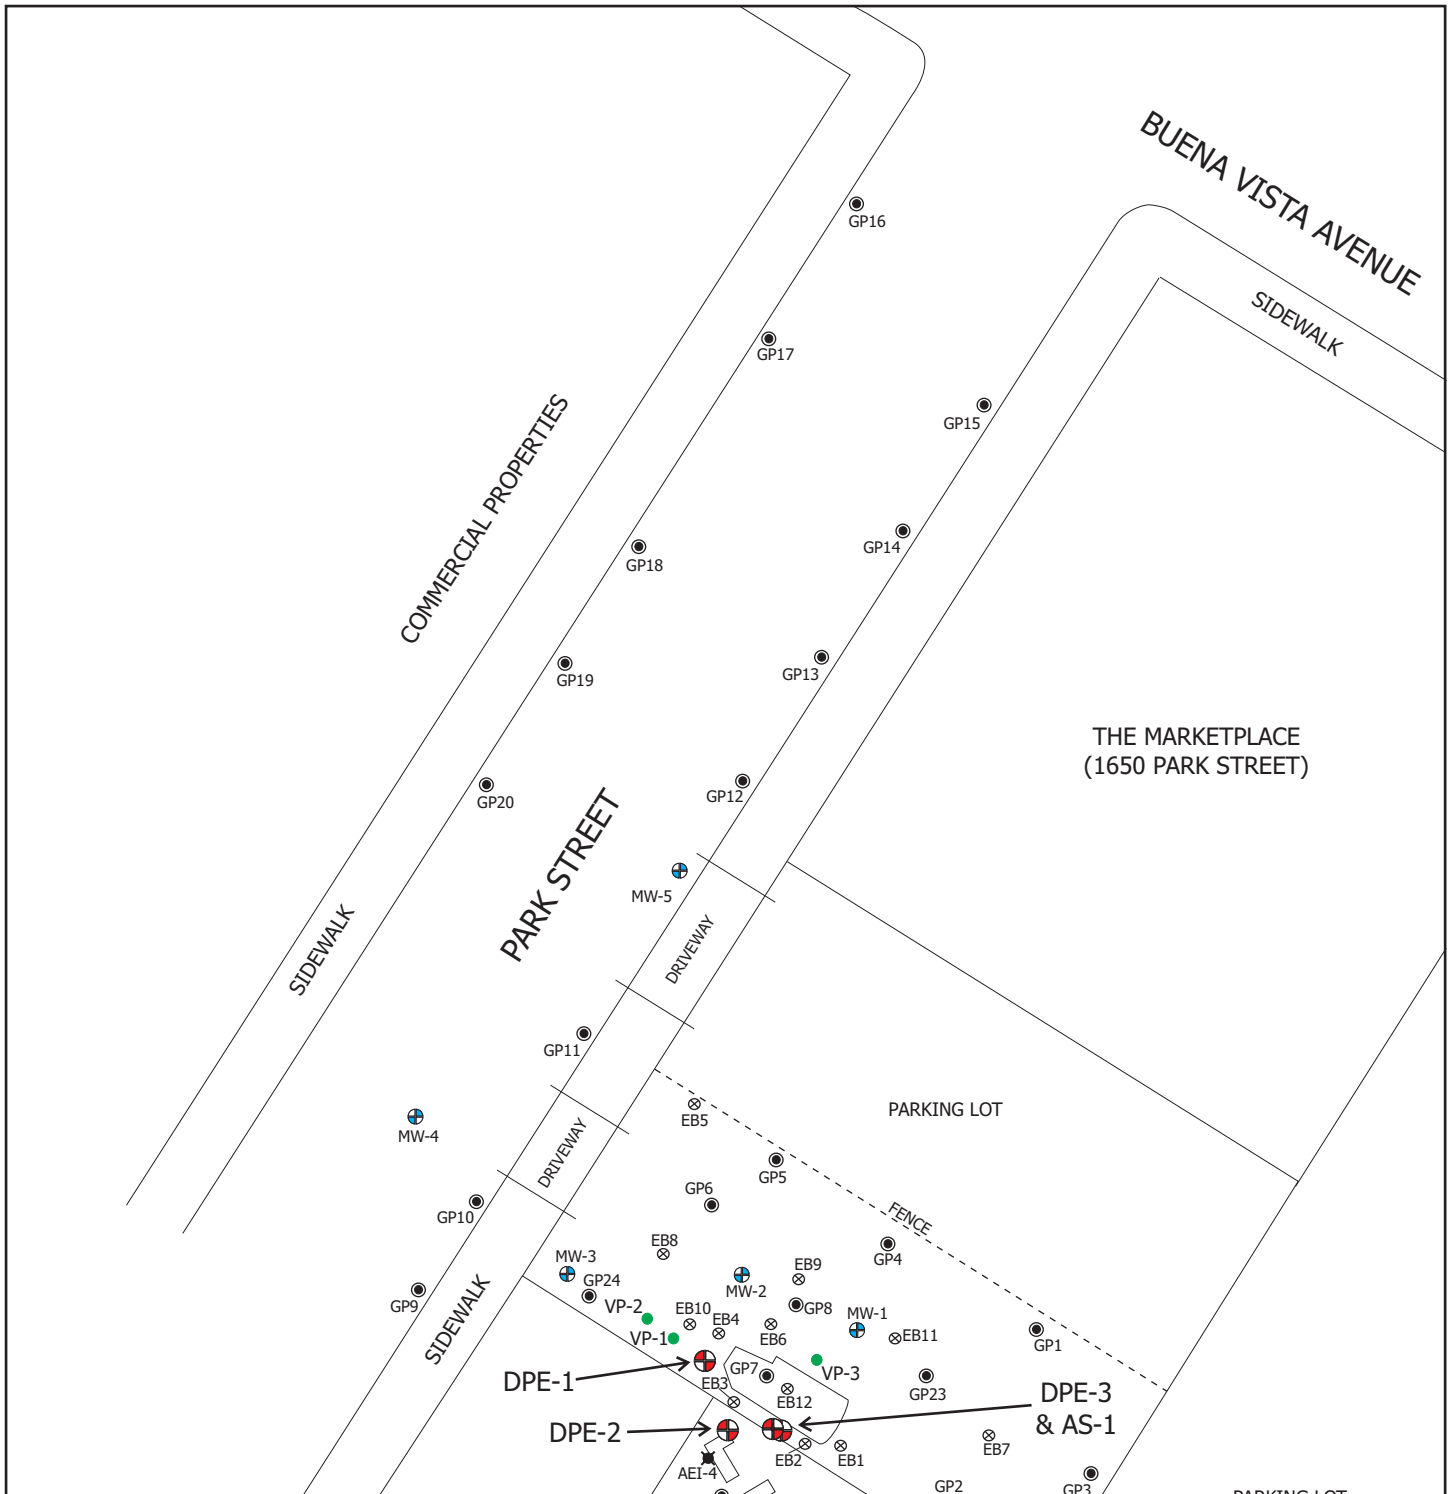 BUENA VISTA AVENUE
GP16
SIDEWALK
GP17
GP15
COMMERCIAL PROPERTIES
GP14
GP18
GP13
GP19
THE MARKETPLACE
(1650 PARK STREET)
GP12
GP20
PARK STREET
MW-5
DRIVEWAY
SIDEWALK
GP11
PARKING LOT
EB5
MW-4
DRIVEWAY
GP5
GP6
GP10
FENCE
EB8
GP4
MW-3
EB9
GP24
MW-2
GP9
VP-2
EB10
EB4
GP8
MW-1
SIDEWALK
VP-1
EB6
EB11
GP1
GP7
VP-3
DPE-1
EB3
EB12
GP23
DPE-3
& AS-1
DPE-2
EB2
EB1
EB7
AEI-4
GP2
GP3
PARKING LOT